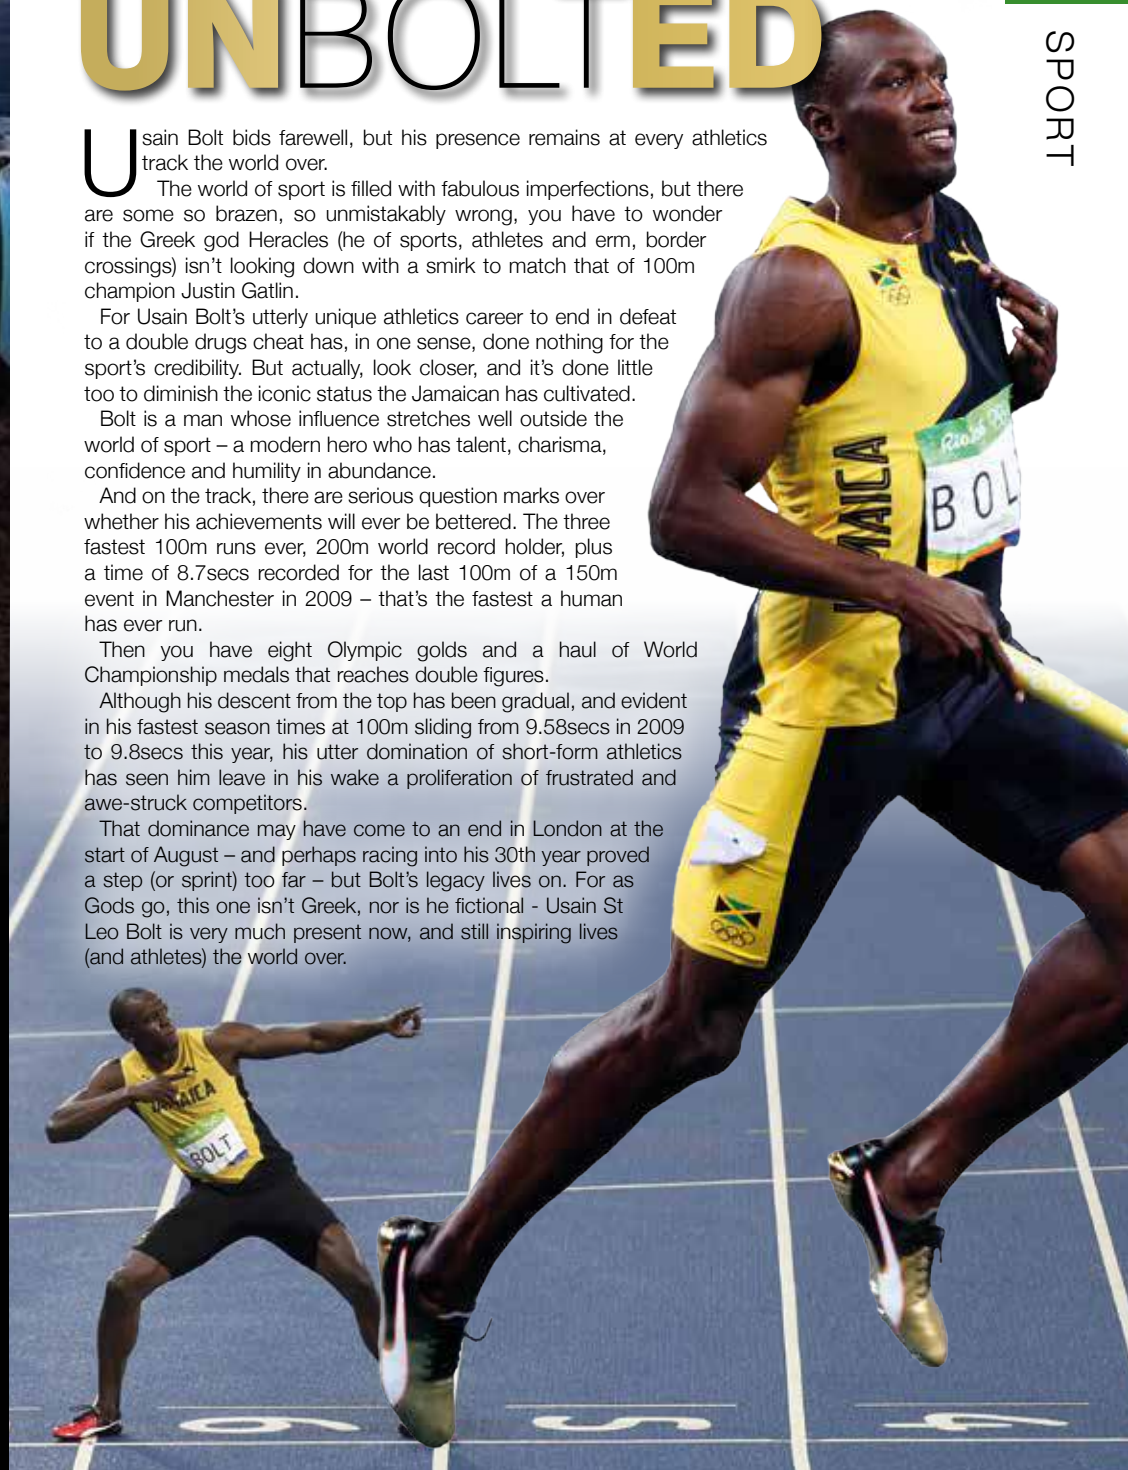 UNBOLTED
SPORT
Usain Bolt bids farewell, but his presence remains at every athletics
track the world over.
The world of sport is filled with fabulous imperfections, but there
are some so brazen, so unmistakably wrong, you have to wonder
if the Greek god Heracles (he of sports, athletes and erm, border
crossings) isn't looking down with a smirk to match that of 100m
champion Justin Gatlin.
For Usain Bolt's utterly unique athletics career to end in defeat
to a double drugs cheat has, in one sense, done nothing for the
sport's credibility. But actually, look closer, and it's done little
too to diminish the iconic status the Jamaican has cultivated.
Bolt is a man whose influence stretches well outside the
world of sport – a modern hero who has talent, charisma,
confidence and humility in abundance.
And on the track, there are serious question marks over
whether his achievements will ever be bettered. The three
fastest 100m runs ever, 200m world record holder, plus
a time of 8.7secs recorded for the last 100m of a 150m
event in Manchester in 2009 – that's the fastest a human
has ever run.
Then you have eight Olympic golds and a haul of World
Championship medals that reaches double figures.
Although his descent from the top has been gradual, and evident
in his fastest season times at 100m sliding from 9.58secs in 2009
to 9.8secs this year, his utter domination of short-form athletics
has seen him leave in his wake a proliferation of frustrated and
awe-struck competitors.
That dominance may have come to an end in London at the
start of August – and perhaps racing into his 30th year proved
a step (or sprint) too far – but Bolt's legacy lives on. For as
Gods go, this one isn't Greek, nor is he fictional - Usain St
Leo Bolt is very much present now, and still inspiring lives
(and athletes) the world over.
BOL
JAMAICA
BOLT
6
5
4